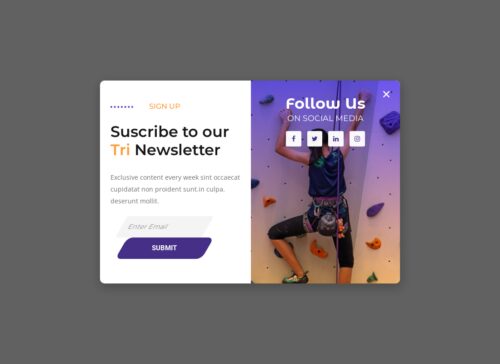 SIGN UP
Suscribe to our
Tri Newsletter
Exclusive content every week sint occaecat
cupidatat non proident sunt in culpa,
deserunt mollit.
Enter Email
SUBMIT
Follow Us
ON SOCIAL MEDIA